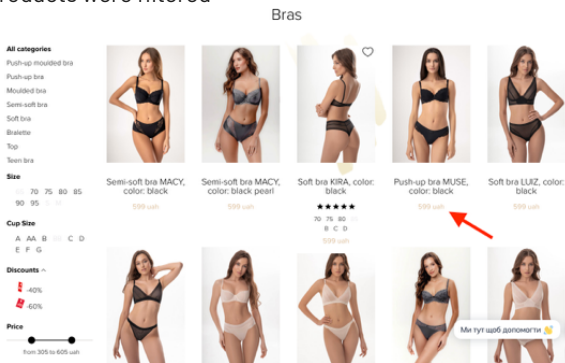 Bras
All categories
Push-up moulded bra
Push-up bra
Moulded bra
Semi-soft bra
Soft bra
Bralette
Top
Teen bra
Size
70 75 80 85
90 95
Cup Size
A AA B C D
E F G
Discounts
-40%
-60%
Price
from 305 to 605 uah
Semi-soft bra MACY,
color: black
599 uah
Semi-soft bra MACY,
color: black pearl
599 uah
Soft bra KIRA, color:
black
★★★★★
70 75 80
B C D
599 uah
Push-up bra MUSE,
color: black
599 uah
Soft bra LUIZ, color:
black
599 uah
Ми тут щоб допомогти 👋